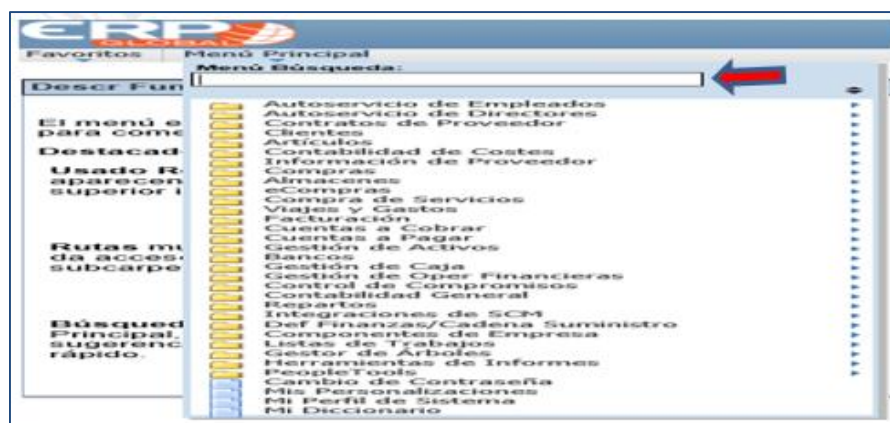 ERP
GLOBAL
Favoritos Menú Principal
Menú Búsqueda:
Descr Fun
El menú e
para come
Destacad
Usado R
aparecen
superior i
Rutas mu
da acces
subcarpe
Búsqued
Principal,
sugerenc
rápido.
Autoservicio de Empleados
Autoservicio de Directores
Contratos de Proveedor
Clientes
Artículos
Contabilidad de Costes
Información de Proveedor
Compras
Almacenes
eCompras
Compra de Servicios
Viajes y Gastos
Facturación
Cuentas a Cobrar
Cuentas a Pagar
Gestión de Activos
Bancos
Gestión de Caja
Gestión de Oper Financieras
Control de Compromisos
Contabilidad General
Repartos
Integraciones de SCM
Def Finanzas/Cadena Suministro
Componentes de Empresa
Listas de Trabajos
Gestor de Árboles
Herramientas de Informes
PeopleTools
Cambio de Contraseña
Mis Personalizaciones
Mi Perfil de Sistema
Mi Diccionario